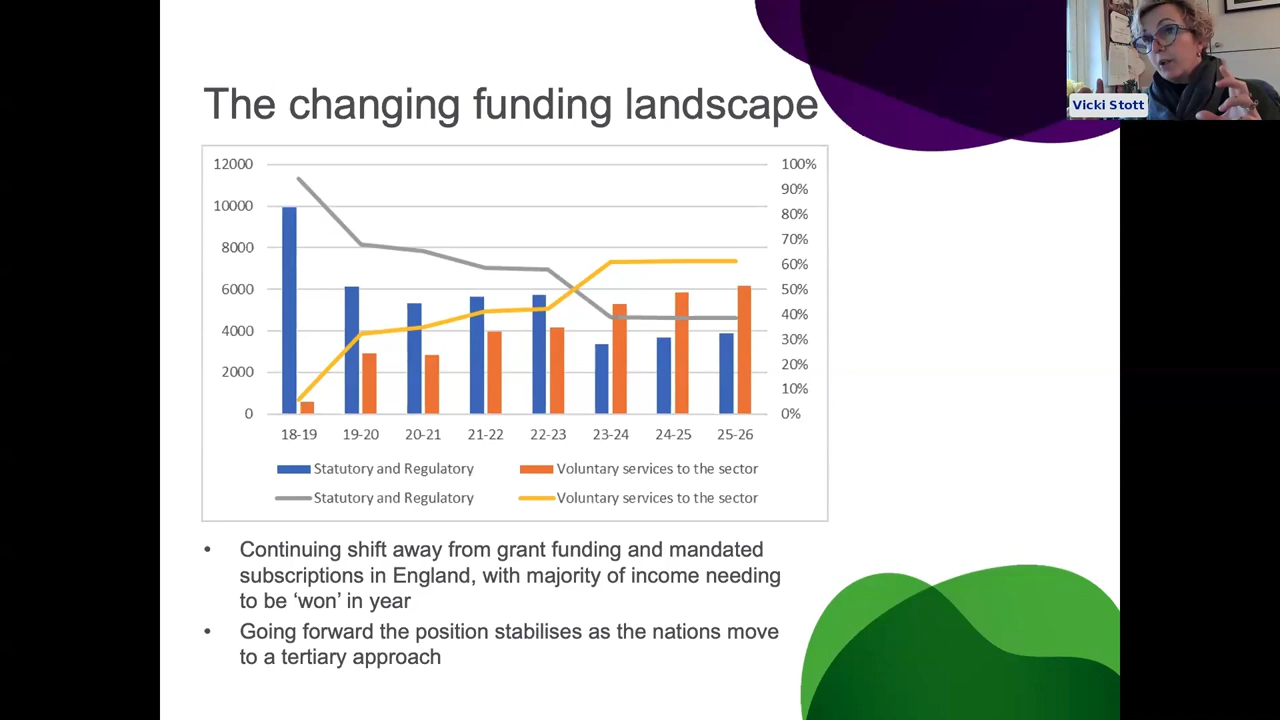 The changing funding landscape
Vicki Stott
12000
10000
8000
6000
4000
2000
0
100%
90%
80%
70%
60%
50%
40%
30%
20%
10%
0%
18-19 19-20 20-21 21-22 22-23 23-24 24-25 25-26
Statutory and Regulatory Voluntary services to the sector
Statutory and Regulatory Voluntary services to the sector
• Continuing shift away from grant funding and mandated
subscriptions in England, with majority of income needing
to be ‘won’ in year
• Going forward the position stabilises as the nations move
to a tertiary approach